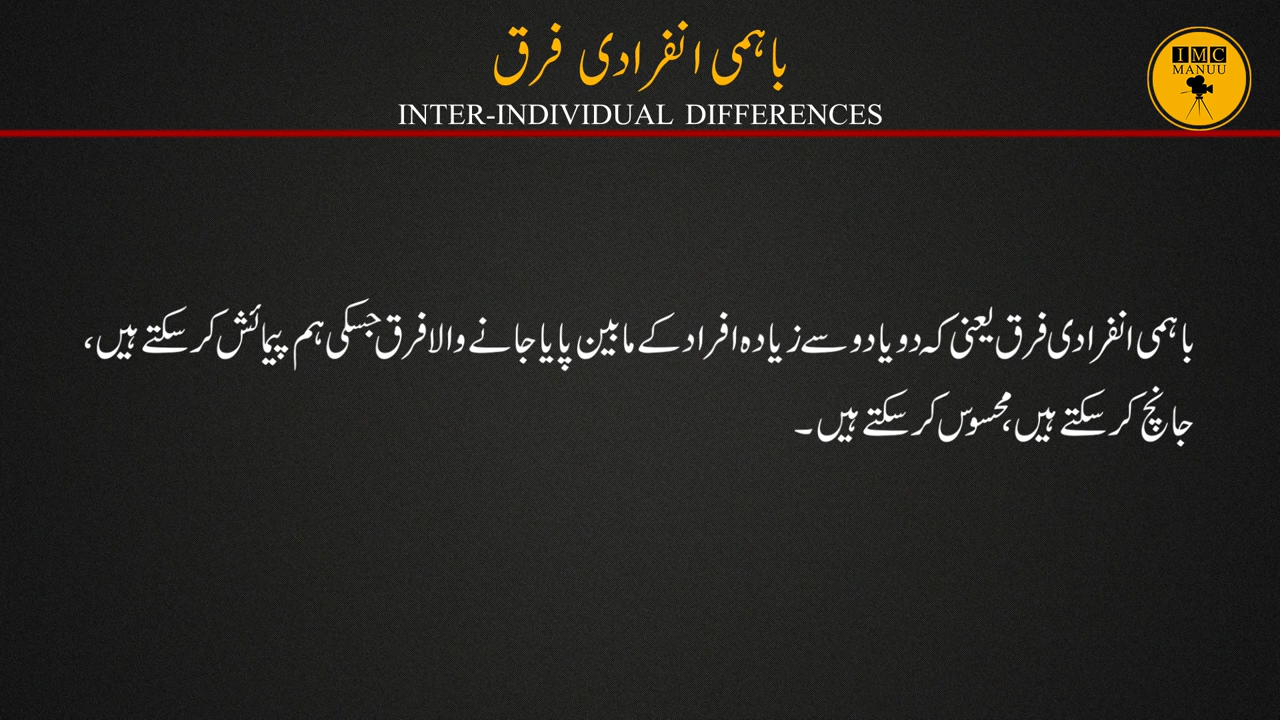 باہمی انفرادی فرق
INTER-INDIVIDUAL DIFFERENCES
IMC
MANUU
باہمی انفرادی فرق یعنی کہ دو یا دو سے زیادہ افراد کے مابین پایا جانے والا فرق جسکی ہم پیمائش کر سکتے ہیں،
جانچ کر سکتے ہیں، محسوس کر سکتے ہیں۔